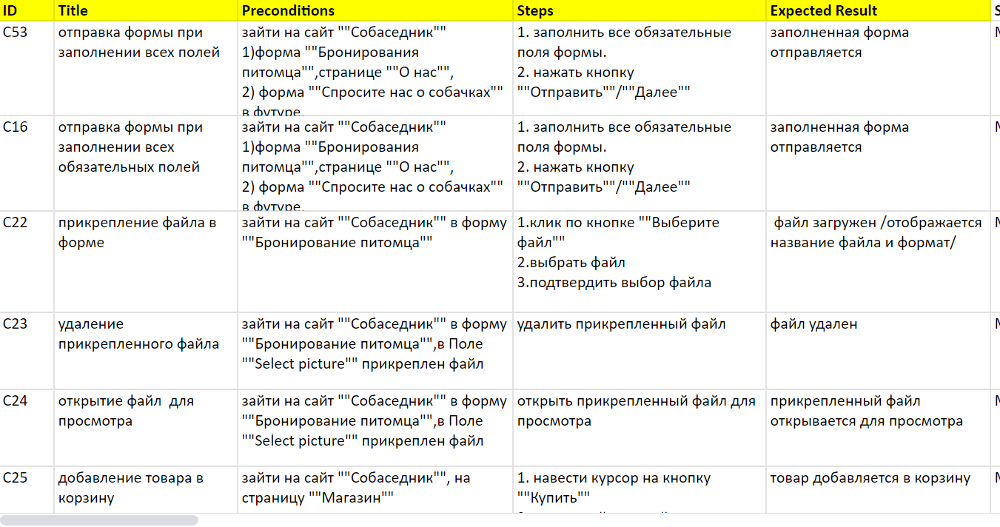 ID Title Preconditions Steps Expected Result S
C53
отправка формы при
заполнении всех полей
зайти на сайт ""Собаседник""
1)форма ""Бронирования
питомца"",странице ""О нас"",
2) форма ""Спросите нас о собачках""
в футуре.
1. заполнить все обязательные
поля формы.
2. нажать кнопку
""Отправить""/""Далее""
заполненная форма
отправляется
C16
отправка формы при
заполнении всех
обязательных полей
зайти на сайт ""Собаседник""
1)форма ""Бронирования
питомца"",странице ""О нас"",
2) форма ""Спросите нас о собачках""
в футуре.
1. заполнить все обязательные
поля формы.
2. нажать кнопку
""Отправить""/""Далее""
заполненная форма
отправляется
C22
прикрепление файла в
форме
зайти на сайт ""Собаседник"" в форму
""Бронирование питомца""
1.клик по кнопке ""Выберите
файл""
2.выбрать файл
3.подтвердить выбор файла
файл загружен /отображается
название файла и формат/
C23
удаление
прикрепленного файла
зайти на сайт ""Собаседник"" в форму
""Бронирование питомца"",в Поле
""Select picture"" прикреплен файл
удалить прикрепленный файл
файл удален
C24
открытие файл  для
просмотра
зайти на сайт ""Собаседник"" в форму
""Бронирование питомца"",в Поле
""Select picture"" прикреплен файл
открыть прикрепленный файл для
просмотра
прикрепленный файл
открывается для просмотра
C25
добавление товара в
корзину
зайти на сайт ""Собаседник"", на
страницу ""Магазин""
1. навести курсор на кнопку
""Купить""
товар добавляется в корзину